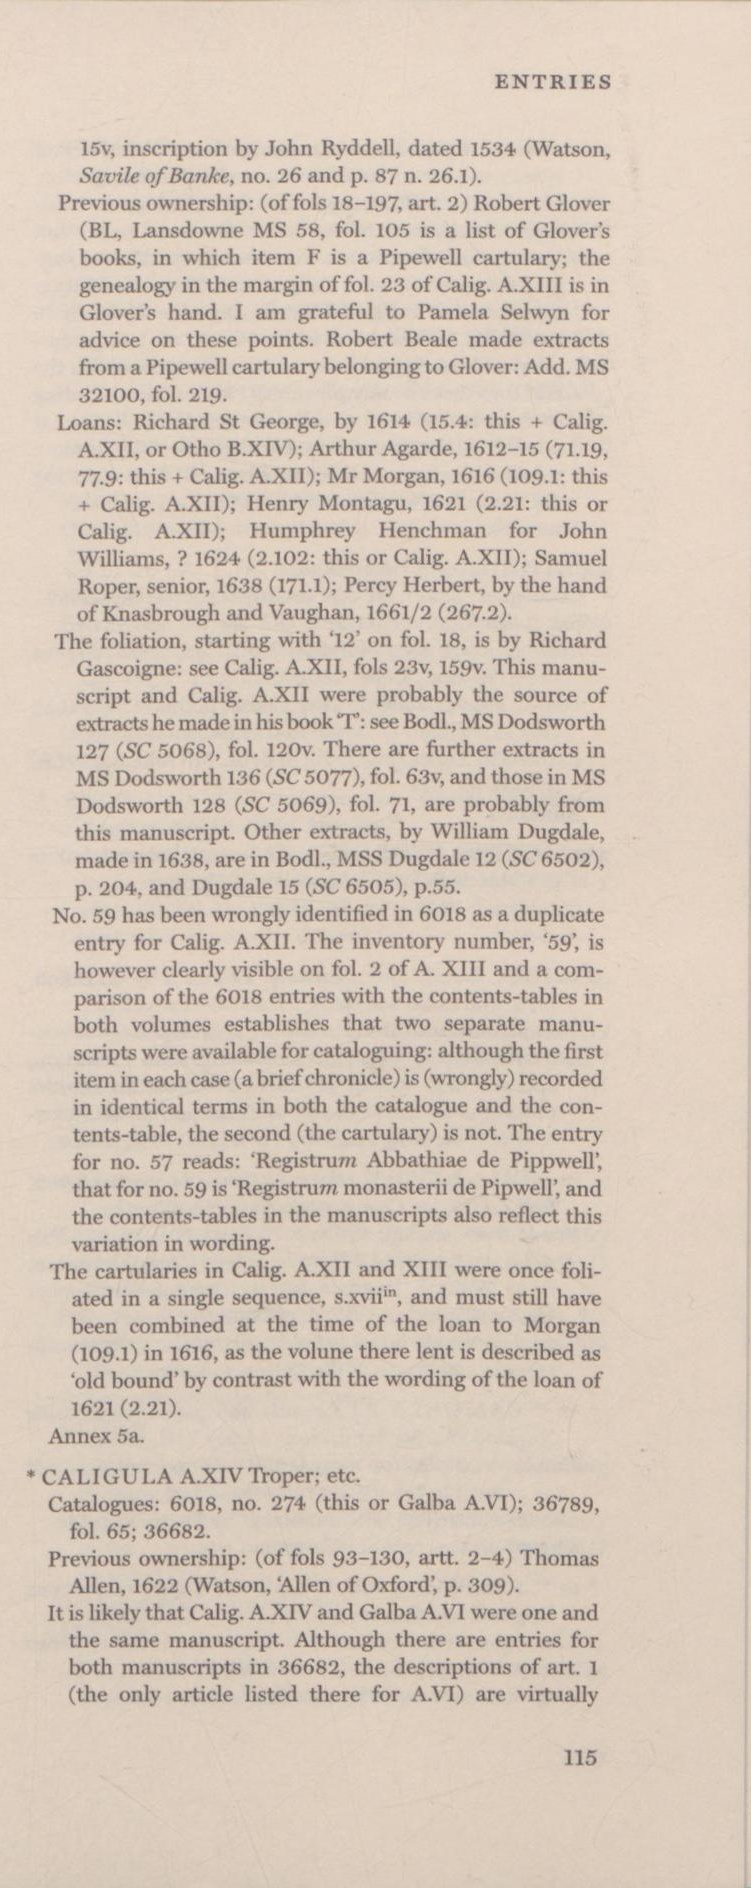 ENTRIES
15v, inscription by John Ryddell, dated 1534 (Watson,
Savile of Banke, no. 26 and p. 87 n. 26.1).
Previous ownership: (of fols 18–197, art. 2) Robert Glover
(BL, Lansdowne MS 58, fol. 105 is a list of Glover’s
books, in which item F is a Pipewell cartulary; the
genealogy in the margin of fol. 23 of Calig. A.XIII is in
Glover’s hand. I am grateful to Pamela Selwyn for
advice on these points. Robert Beale made extracts
from a Pipewell cartulary belonging to Glover: Add. MS
32100, fol. 219.
Loans: Richard St George, by 1614 (15.4: this + Calig.
A.XII, or Otho B.XIV); Arthur Agarde, 1612–15 (71.19,
77.9: this + Calig. A.XII); Mr Morgan, 1616 (109.1: this
+ Calig. A.XII); Henry Montagu, 1621 (2.21: this or
Calig. A.XII); Humphrey Henchman for John
Williams, ? 1624 (2.102: this or Calig. A.XII); Samuel
Roper, senior, 1638 (171.1); Percy Herbert, by the hand
of Knasbrough and Vaughan, 1661/2 (267.2).
The foliation, starting with ‘12’ on fol. 18, is by Richard
Gascoigne: see Calig. A.XII, fols 23v, 159v. This manu-
script and Calig. A.XII were probably the source of
extracts he made in his book ‘T’: see Bodl., MS Dodsworth
127 (SC 5068), fol. 120v. There are further extracts in
MS Dodsworth 136 (SC 5077), fol. 63v, and those in MS
Dodsworth 128 (SC 5069), fol. 71, are probably from
this manuscript. Other extracts, by William Dugdale,
made in 1638, are in Bodl., MSS Dugdale 12 (SC 6502),
p. 204, and Dugdale 15 (SC 6505), p.55.
No. 59 has been wrongly identified in 6018 as a duplicate
entry for Calig. A.XII. The inventory number, ‘59’, is
however clearly visible on fol. 2 of A. XIII and a com-
parison of the 6018 entries with the contents-tables in
both volumes establishes that two separate manu-
scripts were available for cataloguing: although the first
item in each case (a brief chronicle) is (wrongly) recorded
in identical terms in both the catalogue and the con-
tents-table, the second (the cartulary) is not. The entry
for no. 57 reads: ‘Registrum Abbathiae de Pippwell’,
that for no. 59 is ‘Registrum monasterii de Pipwell’, and
the contents-tables in the manuscripts also reflect this
variation in wording.
The cartularies in Calig. A.XII and XIII were once foli-
ated in a single sequence, s.xviiⁱⁿ, and must still have
been combined at the time of the loan to Morgan
(109.1) in 1616, as the volune there lent is described as
‘old bound’ by contrast with the wording of the loan of
1621 (2.21).
Annex 5a.
* CALIGULA A.XIV Troper; etc.
Catalogues: 6018, no. 274 (this or Galba A.VI); 36789,
fol. 65; 36682.
Previous ownership: (of fols 93–130, artt. 2–4) Thomas
Allen, 1622 (Watson, ‘Allen of Oxford’, p. 309).
It is likely that Calig. A.XIV and Galba A.VI were one and
the same manuscript. Although there are entries for
both manuscripts in 36682, the descriptions of art. 1
(the only article listed there for A.VI) are virtually
115